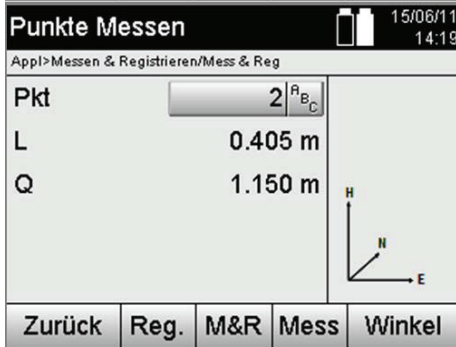 Punkte Messen 15/06/11
14:19
Appl>Messen & Registrieren/Mess & Reg
Pkt 2 ABC
L 0.405 m
Q 1.150 m
H
N
E
Zurück Reg. M&R Mess Winkel